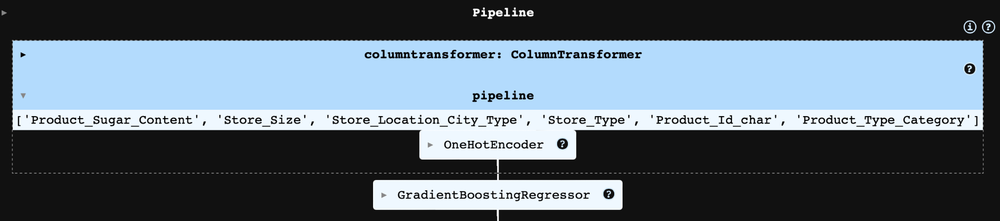 Pipeline
i ?
columntransformer: ColumnTransformer
?
pipeline
['Product_Sugar_Content', 'Store_Size', 'Store_Location_City_Type', 'Store_Type', 'Product_Id_char', 'Product_Type_Category']
OneHotEncoder ?
GradientBoostingRegressor ?